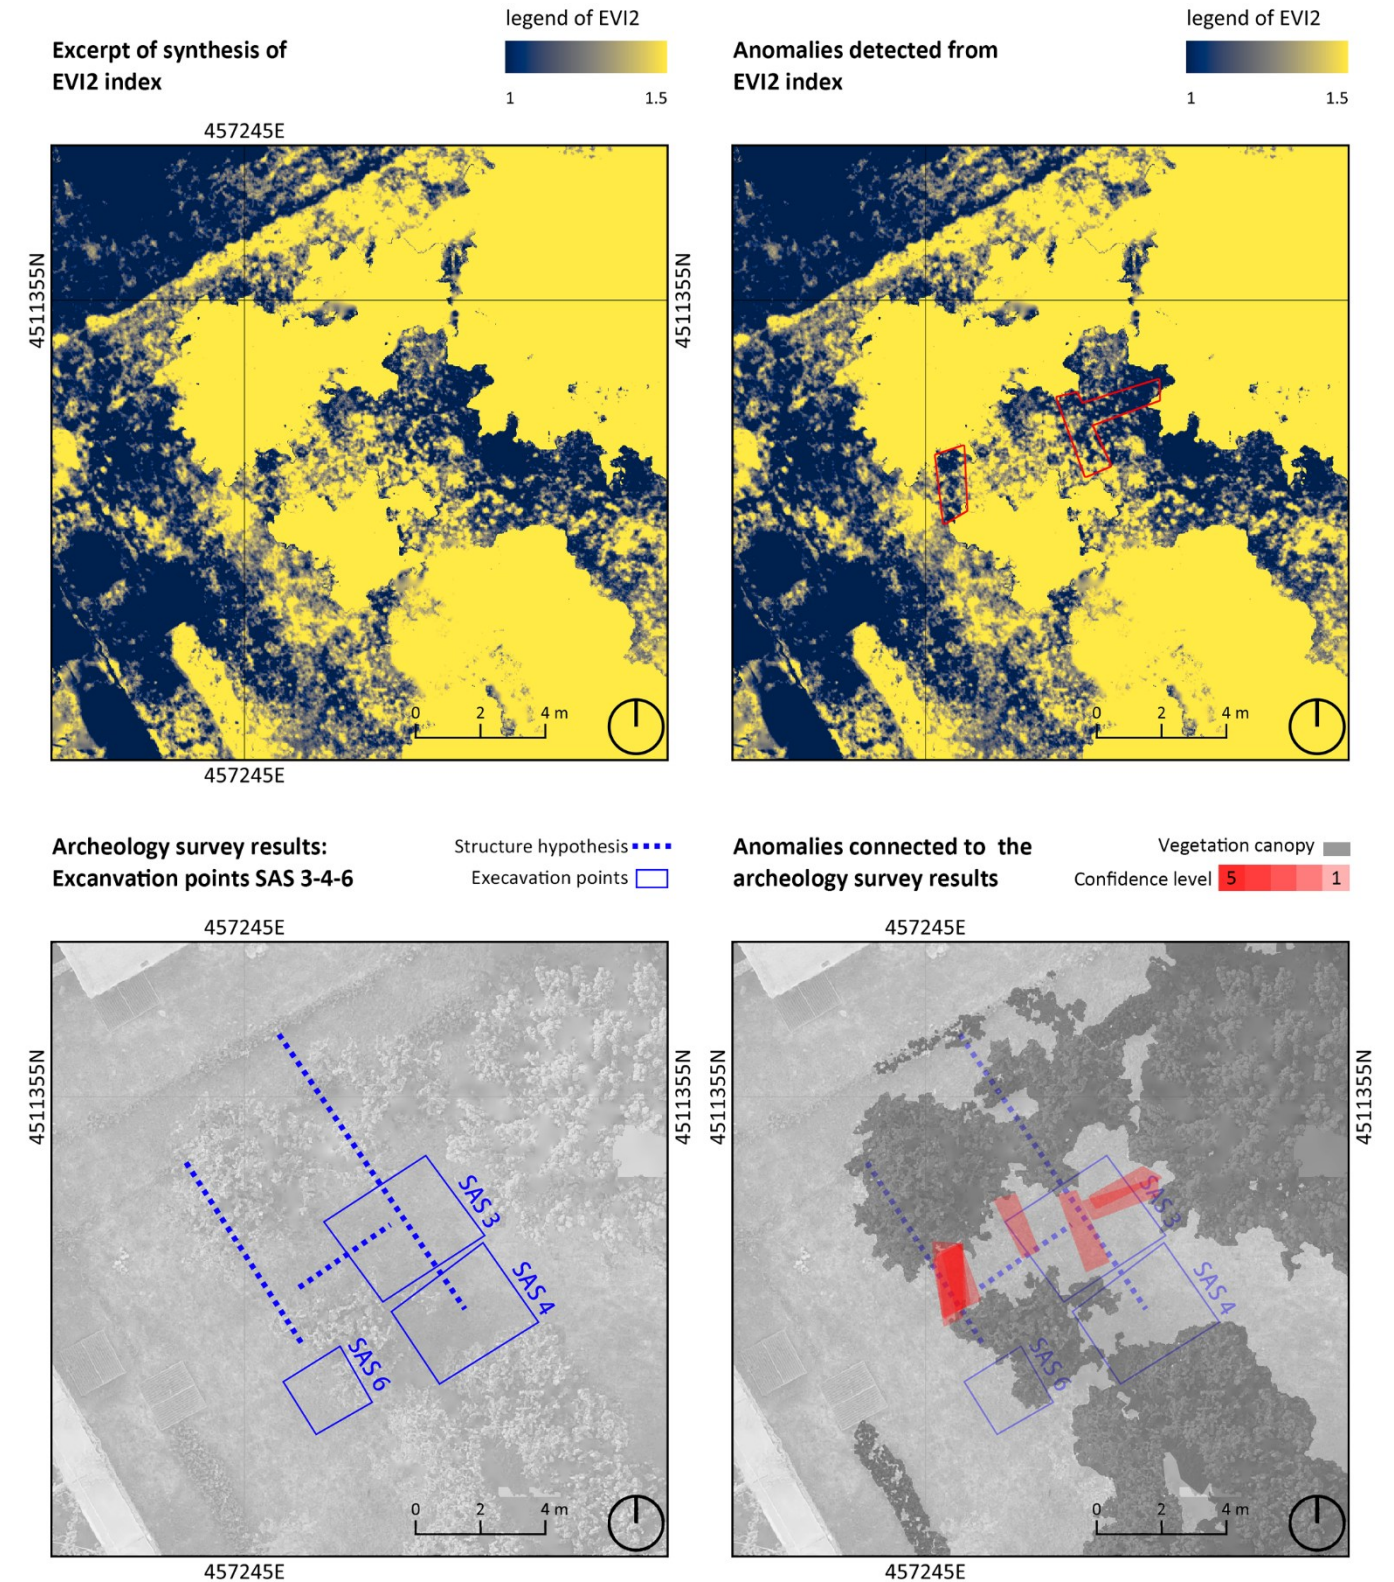 legend of EVI2
Excerpt of synthesis of
EVI2 index
1 1.5
457245E
4511355N
4511355N
0 2 4 m
457245E
legend of EVI2
Anomalies detected from
EVI2 index
1 1.5
0 2 4 m
Archeology survey results:
Excanvation points SAS 3-4-6
Structure hypothesis
Execavation points
457245E
4511355N
4511355N
SAS 3
SAS 4
SAS 6
0 2 4 m
457245E
Anomalies connected to the
archeology survey results
Vegetation canopy
Confidence level 5 1
457245E
4511355N
4511355N
SAS 3
SAS 4
SAS 6
0 2 4 m
457245E